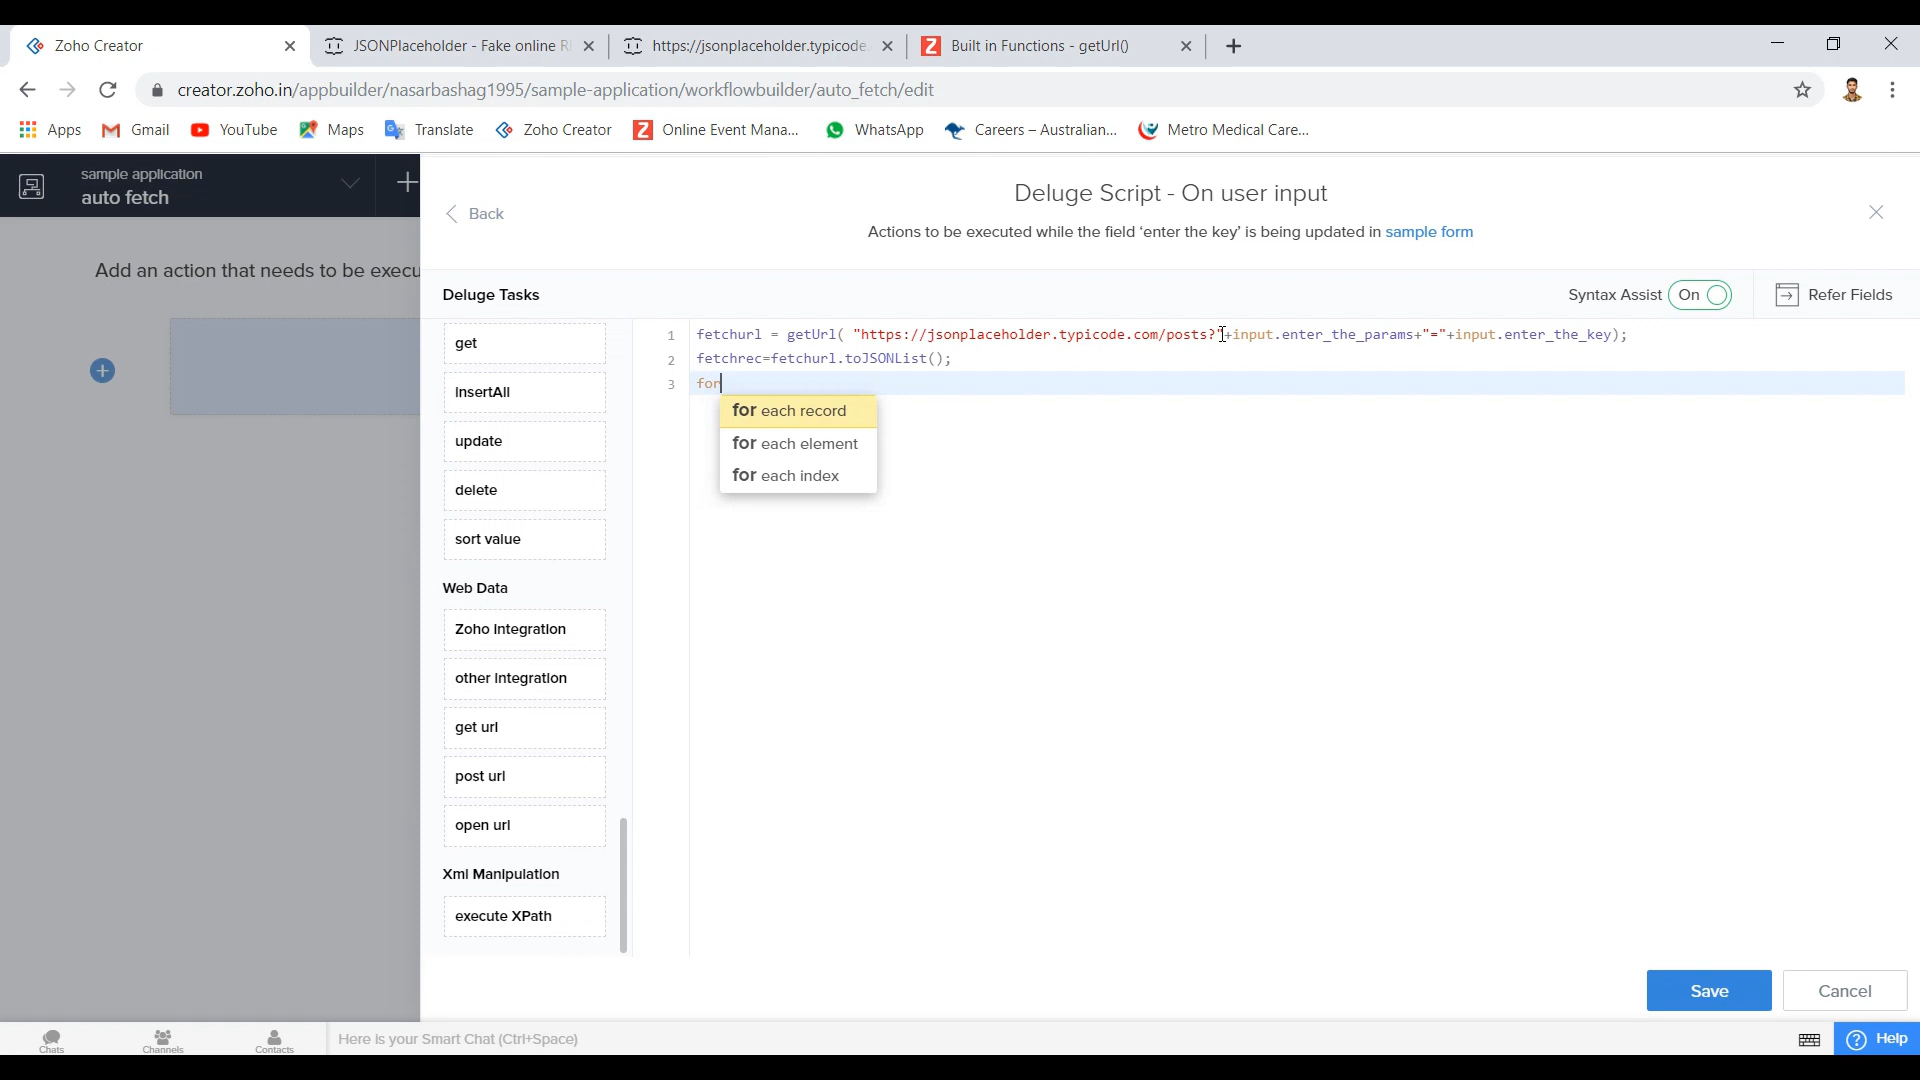 Zoho Creator
JSONPlaceholder - Fake online R
https://jsonplaceholder.typicode.
Built in Functions - getUrl()
creator.zoho.in/appbuilder/nasarbashag1995/sample-application/workflowbuilder/auto_fetch/edit
Apps
Gmail
YouTube
Maps
Translate
Zoho Creator
Online Event Mana...
WhatsApp
Careers – Australian...
Metro Medical Care...
sample application
auto fetch
Back
Deluge Script - On user input
Actions to be executed while the field ‘enter the key’ is being updated in sample form
Add an action that needs to be execu
Deluge Tasks
Syntax Assist On
Refer Fields
get
insertAll
update
delete
sort value
Web Data
Zoho Integration
other Integration
get url
post url
open url
Xml Manipulation
execute XPath
1 fetchurl = getUrl( "https://jsonplaceholder.typicode.com/posts?"+input.enter_the_params+"="+input.enter_the_key);
2 fetchrec=fetchurl.toJSONList();
3 for
for each record
for each element
for each index
Save
Cancel
Chats
Channels
Contacts
Here is your Smart Chat (Ctrl+Space)
Help